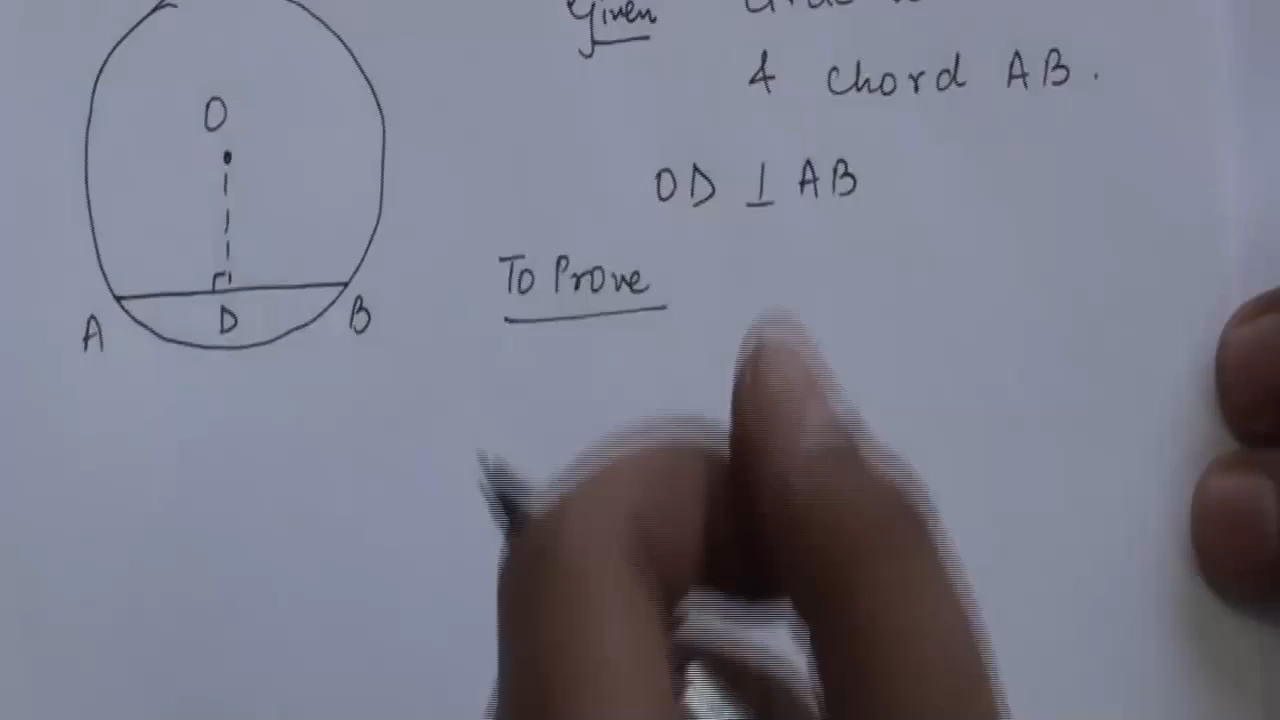 Given
& chord AB.
OD ⊥ AB
To Prove
O
A
D
B